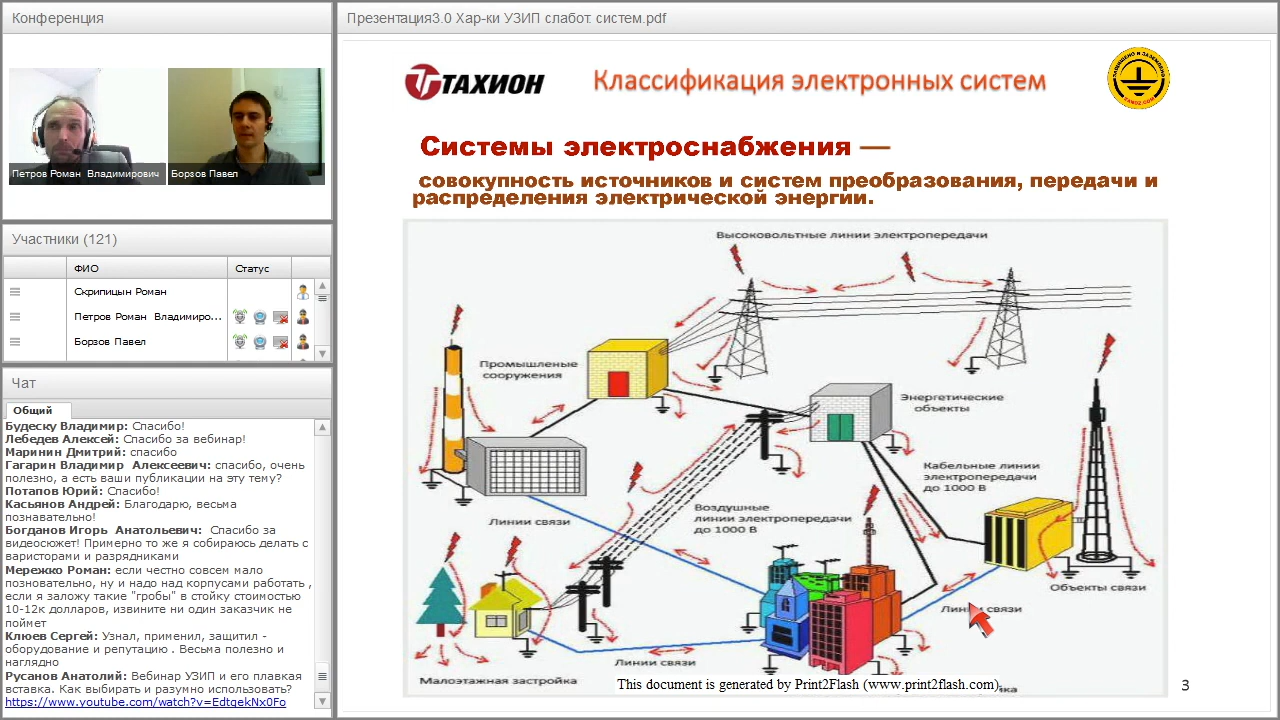 Конференция
Петров Роман Владимирович
Борзов Павел
Участники (121)
ФИО
Статус
Скрипицын Роман
Петров Роман Владимиро...
Борзов Павел
Чат
Общий
Будеску Владимир: Спасибо!
Лебедев Алексей: Спасибо за вебинар!
Маринин Дмитрий: спасибо
Гагарин Владимир Алексеевич: спасибо, очень
полезно, а есть ваши публикации на эту тему?
Потапов Юрий: Спасибо!
Касьянов Андрей: Благодарю, весьма
познавательно!
Богданов Игорь Анатольевич: Спасибо за
видеосюжет! Примерно то же я собираюсь делать с
варисторами и разрядниками
Мережко Роман: если честно совсем мало
позновательно, ну и надо над корпусами работать ,
если я заложу такие "гробы" в стойку стоимостью
10-12к долларов, извените ни один заказчик не
поймет
Клюев Сергей: Узнал, применил, защитил -
оборудование и репутацию . Весьма полезно и
наглядно
Русанов Анатолий: Вебинар УЗИП и его плавкая
вставка. Как выбирать и разумно использовать?
https://www.youtube.com/watch?v=EdtqekNx0Fo
Презентация3.0 Хар-ки УЗИП слабот. систем.pdf
ТАХИОН
Классификация электронных систем
Системы электроснабжения —
совокупность источников и систем преобразования, передачи и
распределения электрической энергии.
Высоковольтные линии электропередачи
Промышленые
сооружения
Энергетические
объекты
Кабельные линии
электропередачи
до 1000 В
Воздушные
линии электропередачи
до 1000 В
Линии связи
Объекты связи
Линии связи
Линии связи
Малоэтажная застройка
This document is generated by Print2Flash (www.print2flash.com)
3